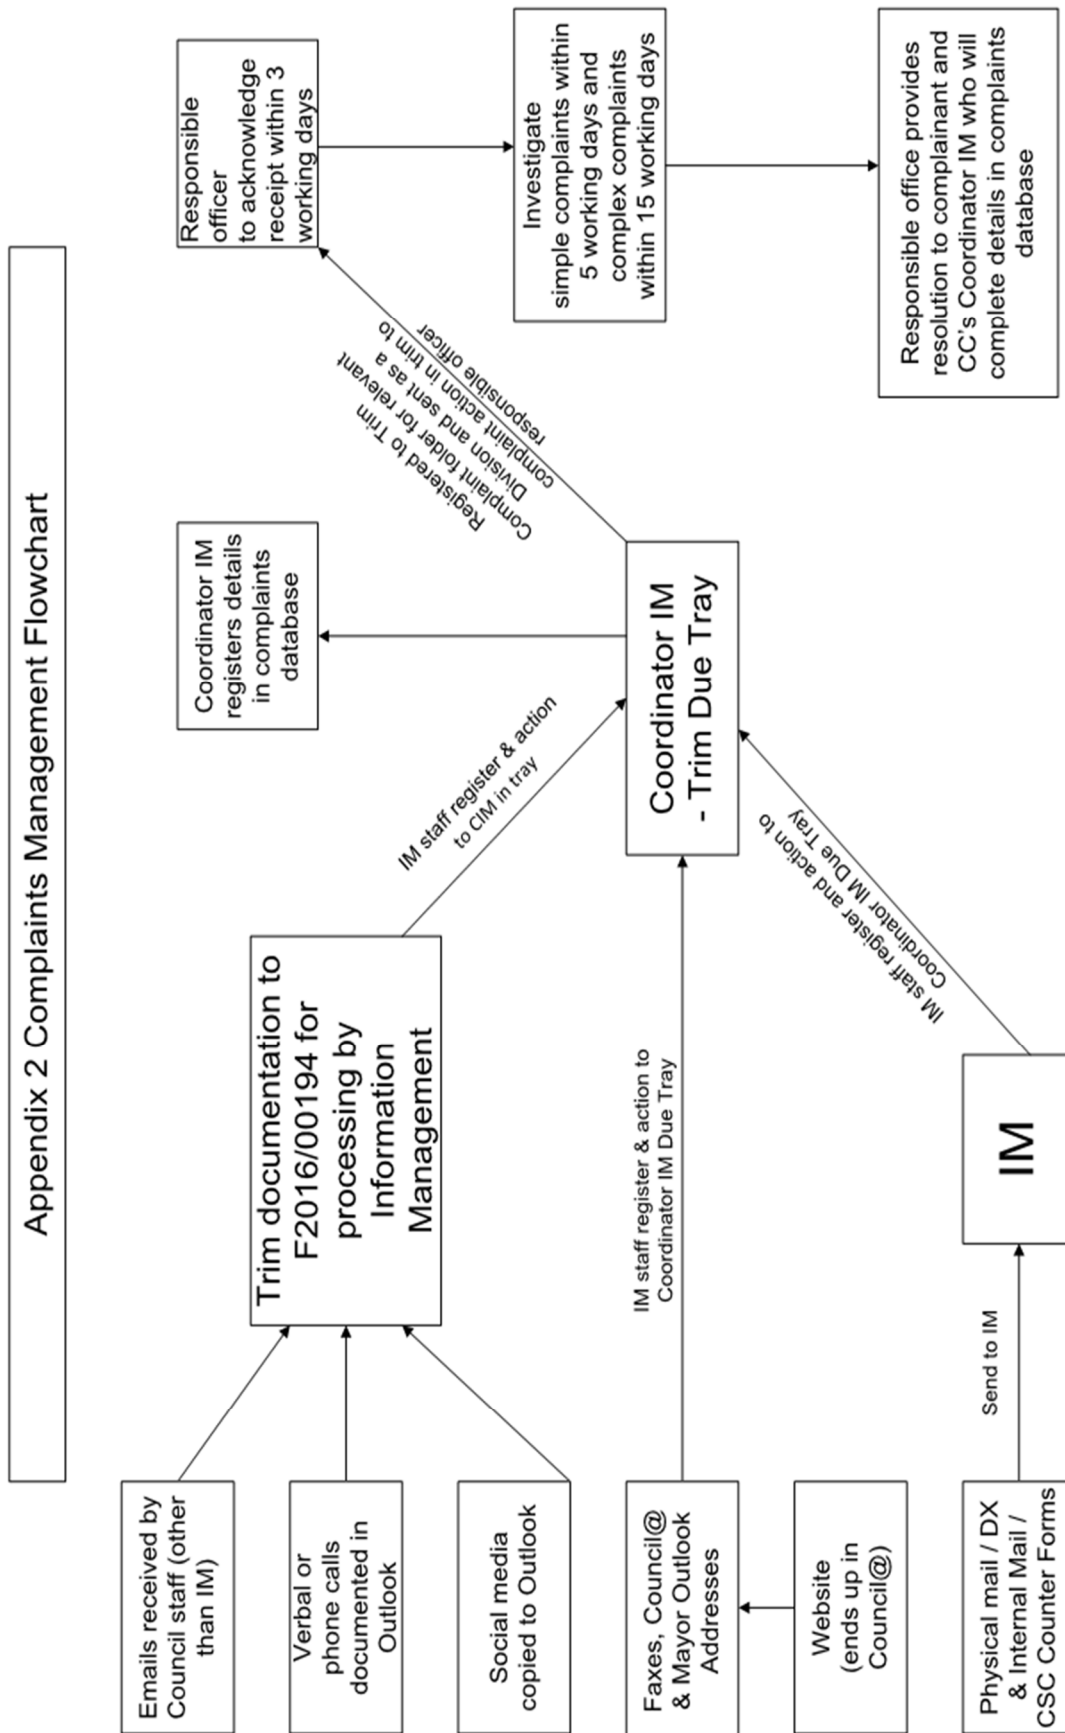 Appendix 2 Complaints Management Flowchart
Emails received by
Council staff (other
than IM)
Verbal or
phone calls
documented in
Outlook
Social media
copied to Outlook
Faxes, Council@
& Mayor Outlook
Addresses
Website
(ends up in
Council@)
Physical mail / DX
& Internal Mail /
CSC Counter Forms
Trim documentation to
F2016/00194 for
processing by
Information
Management
IM staff register & action to
Coordinator IM Due Tray
Send to IM
IM
IM staff register & action
to CIM in tray
IM staff register and action to
Coordinator IM Due Tray
Coordinator IM
- Trim Due Tray
Coordinator IM
registers details
in complaints
database
Registered to Trim
Complaint folder for relevant
Division and sent as a
complaint action in trim to
responsible officer
Responsible
officer
to acknowledge
receipt within 3
working days
Investigate
simple complaints within
5 working days and
complex complaints
within 15 working days
Responsible office provides
resolution to complainant and
CC's Coordinator IM who will
complete details in complaints
database